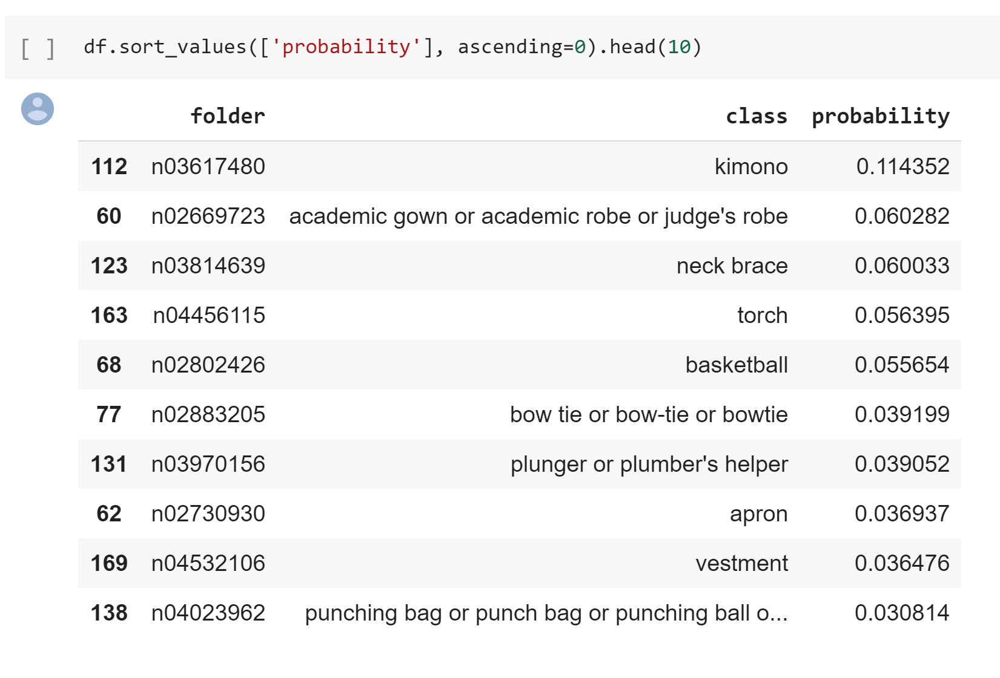 [ ] df.sort_values(['probability'], ascending=0).head(10)
folder class probability
112 n03617480 kimono 0.114352
60 n02669723 academic gown or academic robe or judge's robe 0.060282
123 n03814639 neck brace 0.060033
163 n04456115 torch 0.056395
68 n02802426 basketball 0.055654
77 n02883205 bow tie or bow-tie or bowtie 0.039199
131 n03970156 plunger or plumber's helper 0.039052
62 n02730930 apron 0.036937
169 n04532106 vestment 0.036476
138 n04023962 punching bag or punch bag or punching ball o... 0.030814